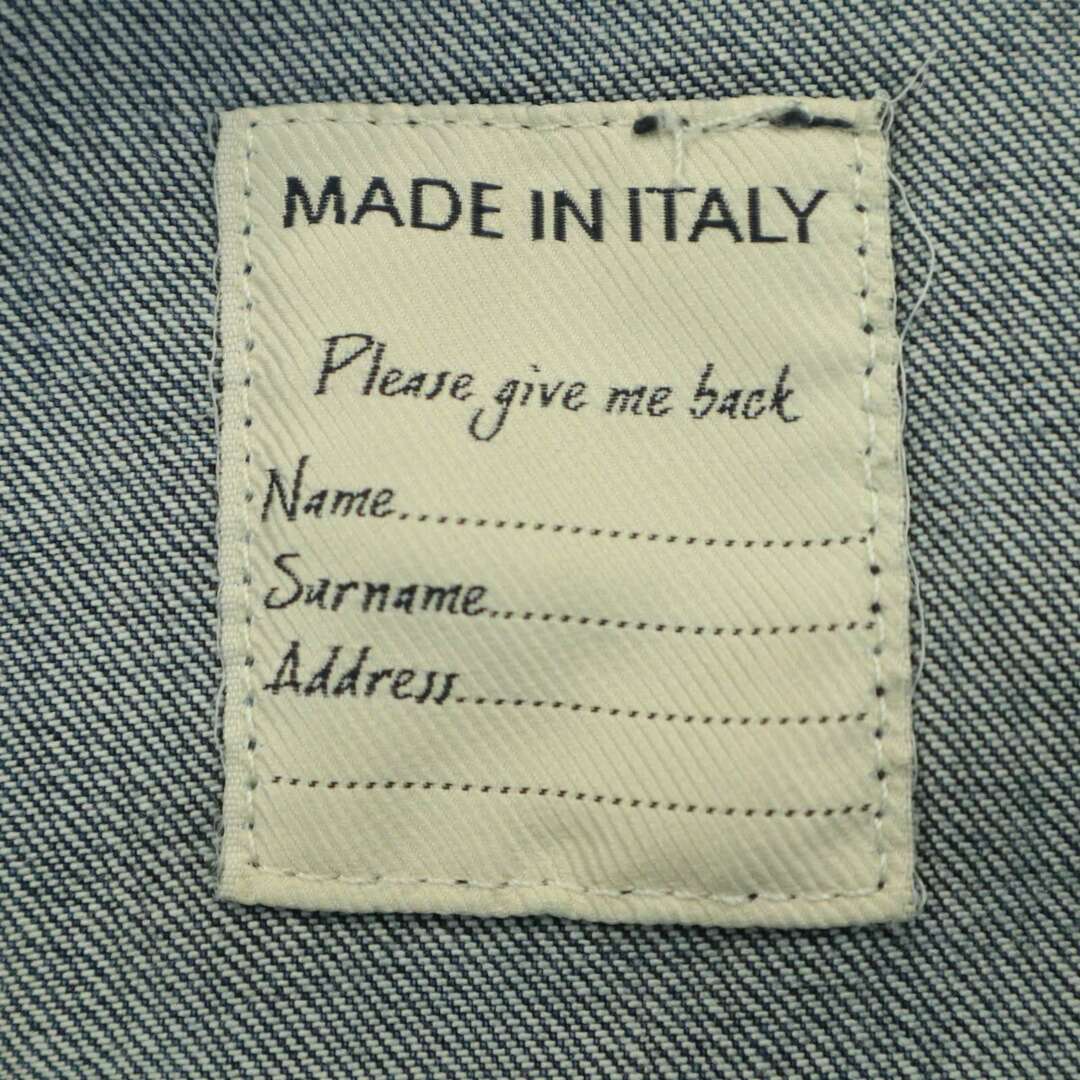 MADE IN ITALY
Please give me back
Name....................................
Surname..............................
Address................................
.............................................